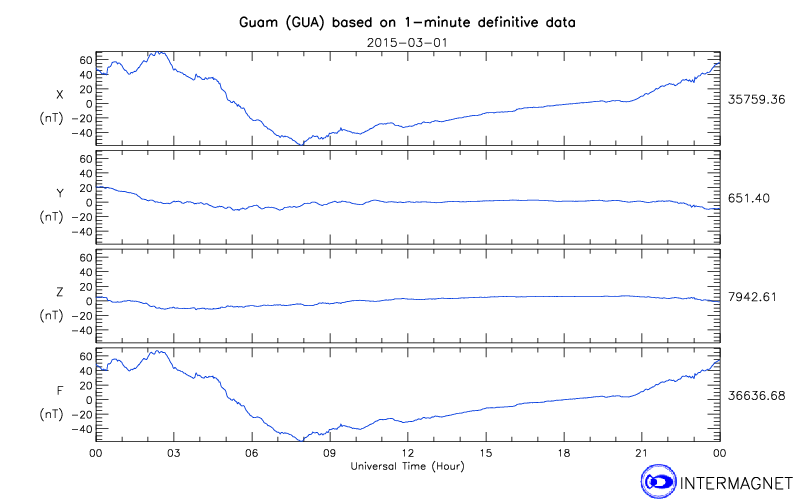 Guam (GUA) based on 1-minute definitive data
2015-03-01
60
40
20
0
-20
-40
X
(nT)
35759.36
60
40
20
0
-20
-40
Y
(nT)
651.40
60
40
20
0
-20
-40
Z
(nT)
7942.61
60
40
20
0
-20
-40
F
(nT)
36636.68
00 03 06 09 12 15 18 21 00
Universal Time (Hour)
INTERMAGNET